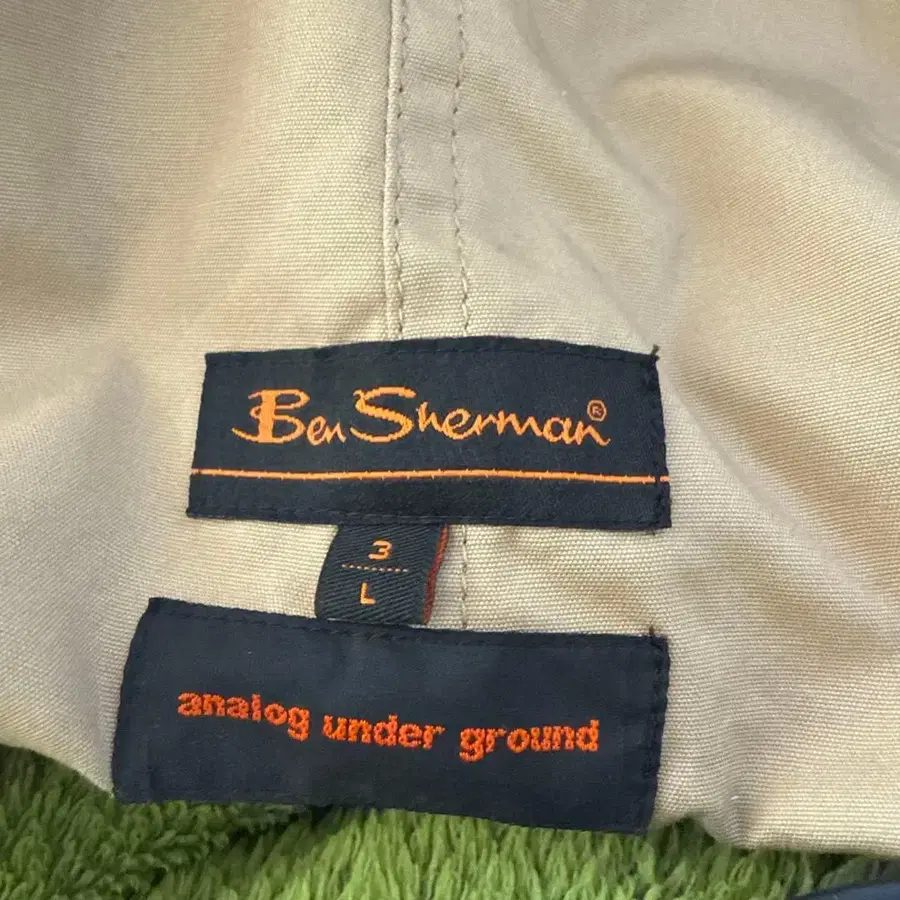 Ben Sherman®
3
L
analog under ground